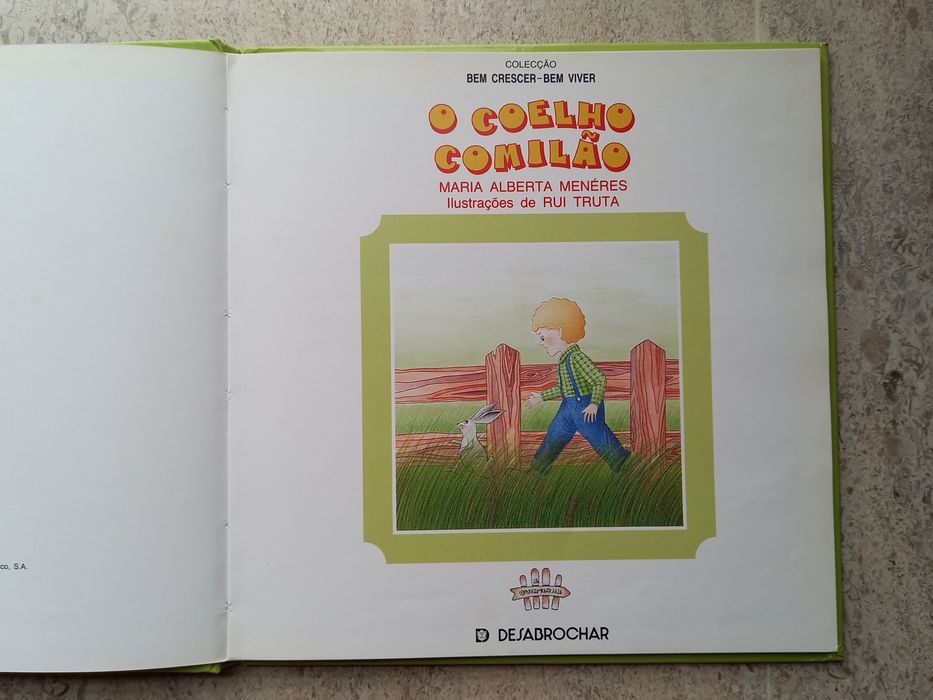 COLECÇÃO
BEM CRESCER-BEM VIVER
O COELHO
COMILÃO
MARIA ALBERTA MENÉRES
Ilustrações de RUI TRUTA
DESABROCHAR
S.A.